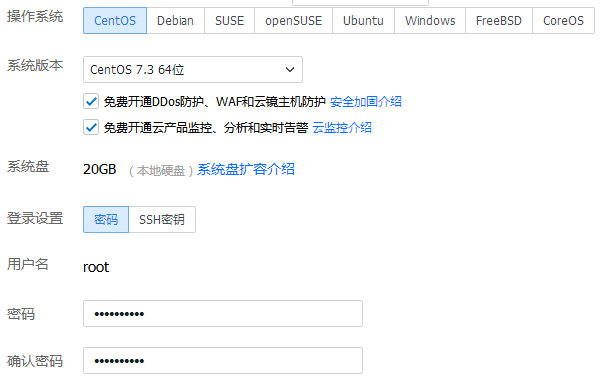 操作系统 CentOS Debian SUSE openSUSE Ubuntu Windows FreeBSD CoreOS
系统版本 CentOS 7.3 64位
免费开通DDos防护、WAF和云镜主机防护 安全加固介绍
免费开通云产品监控、分析和实时告警 云监控介绍
系统盘 20GB (本地硬盘) 系统盘扩容介绍
登录设置 密码 SSH密钥
用户名 root
密码 ••••••••••
确认密码 ••••••••••